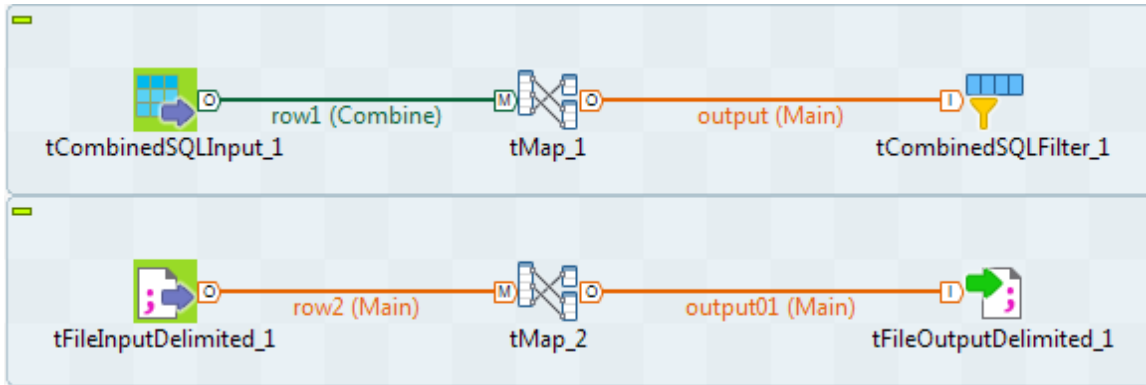 O
row1 (Combine)
M
O
output (Main)
I
tCombinedSQLInput_1
tMap_1
tCombinedSQLFilter_1
;
O
row2 (Main)
M
O
output01 (Main)
I
;
tFileInputDelimited_1
tMap_2
tFileOutputDelimited_1